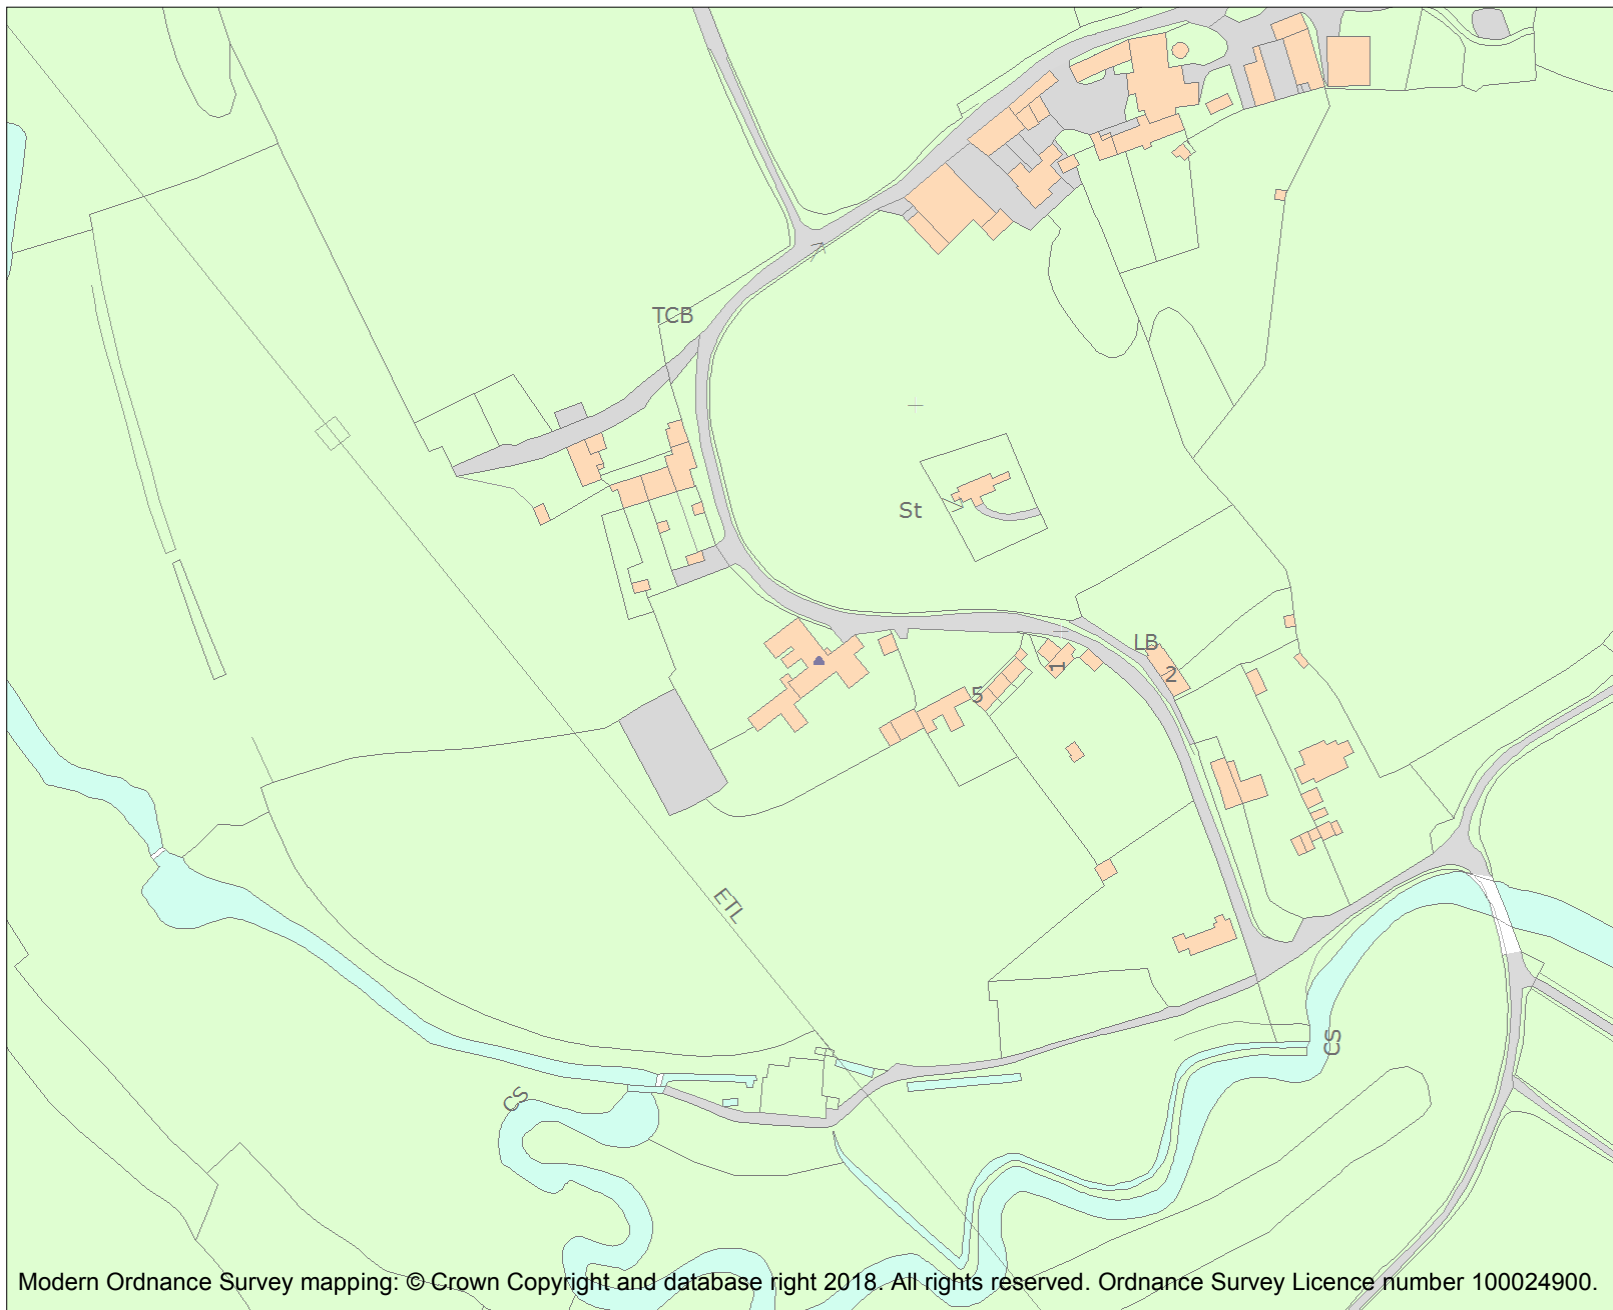 TCB
St
LB
1
2
5
ETL
CS
CS
Modern Ordnance Survey mapping: © Crown Copyright and database right 2018. All rights reserved. Ordnance Survey Licence number 100024900.